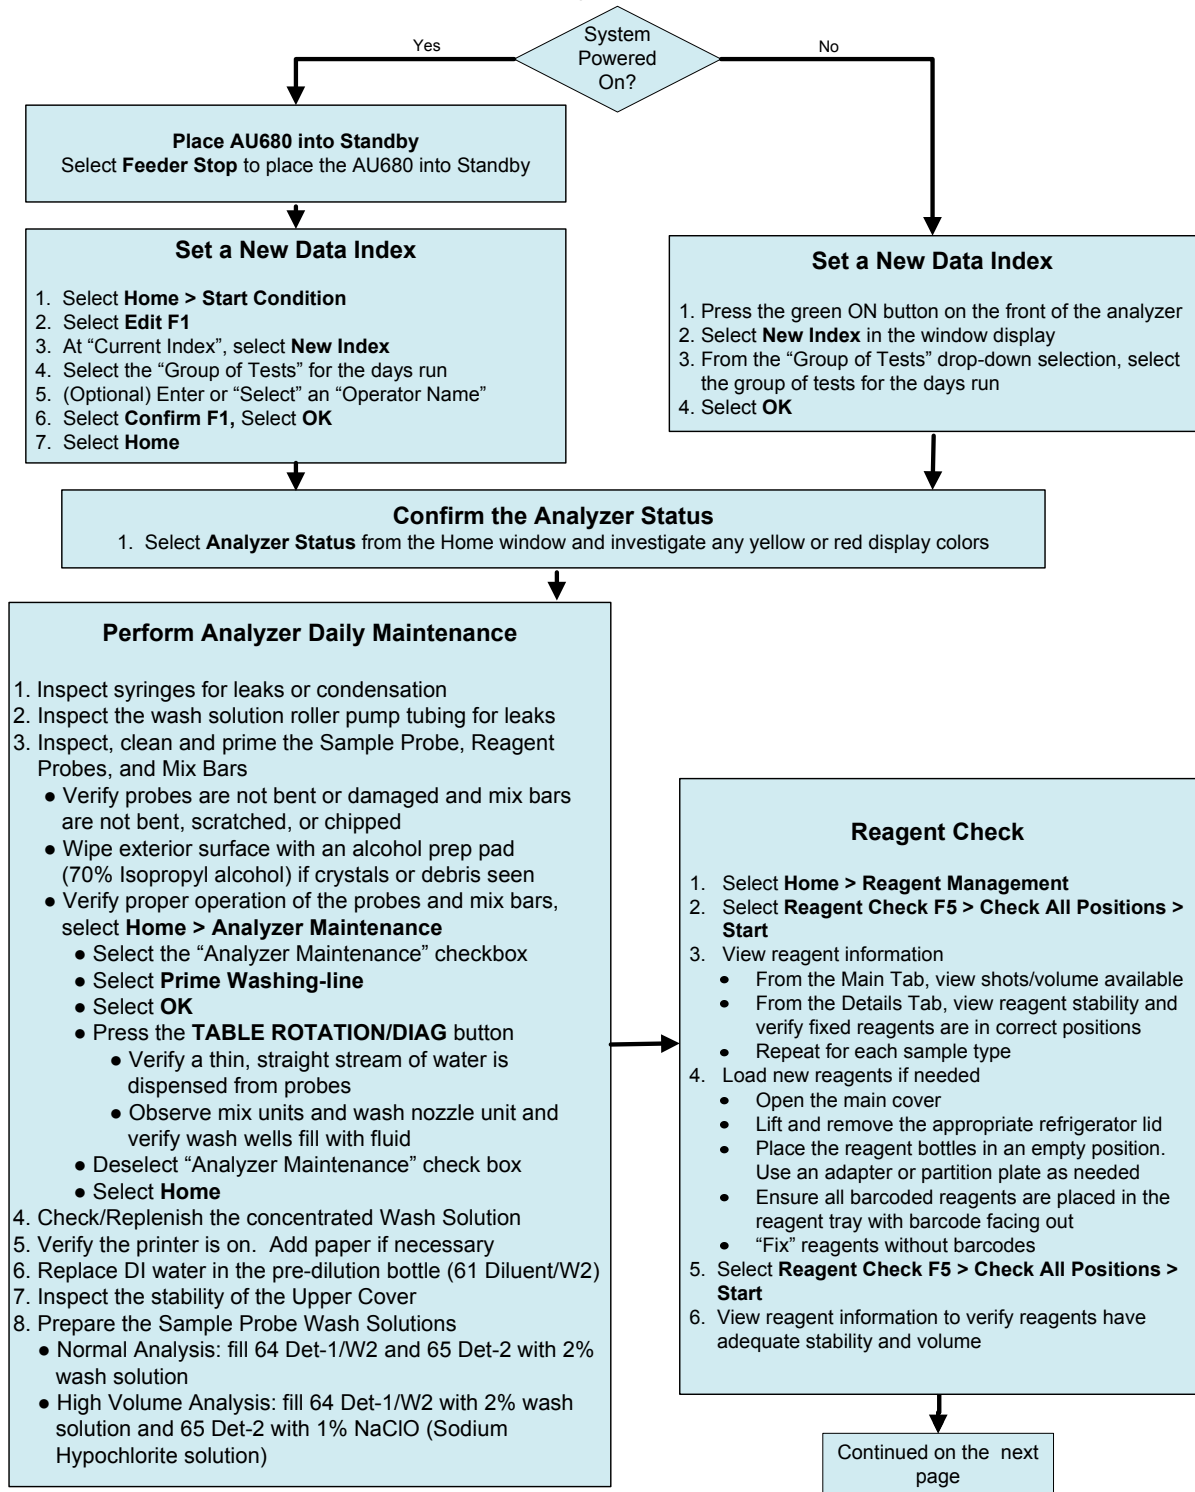 System
Powered
On?
Yes
No
Place AU680 into Standby
Select Feeder Stop to place the AU680 into Standby
Set a New Data Index
1. Select Home > Start Condition
2. Select Edit F1
3. At “Current Index”, select New Index
4. Select the “Group of Tests” for the days run
5. (Optional) Enter or “Select” an “Operator Name”
6. Select Confirm F1, Select OK
7. Select Home
Set a New Data Index
1. Press the green ON button on the front of the analyzer
2. Select New Index in the window display
3. From the “Group of Tests” drop-down selection, select
the group of tests for the days run
4. Select OK
Confirm the Analyzer Status
1. Select Analyzer Status from the Home window and investigate any yellow or red display colors
Perform Analyzer Daily Maintenance
1. Inspect syringes for leaks or condensation
2. Inspect the wash solution roller pump tubing for leaks
3. Inspect, clean and prime the Sample Probe, Reagent
Probes, and Mix Bars
● Verify probes are not bent or damaged and mix bars
are not bent, scratched, or chipped
● Wipe exterior surface with an alcohol prep pad
(70% Isopropyl alcohol) if crystals or debris seen
● Verify proper operation of the probes and mix bars,
select Home > Analyzer Maintenance
● Select the “Analyzer Maintenance” checkbox
● Select Prime Washing-line
● Select OK
● Press the TABLE ROTATION/DIAG button
● Verify a thin, straight stream of water is
dispensed from probes
● Observe mix units and wash nozzle unit and
verify wash wells fill with fluid
● Deselect “Analyzer Maintenance” check box
● Select Home
4. Check/Replenish the concentrated Wash Solution
5. Verify the printer is on. Add paper if necessary
6. Replace DI water in the pre-dilution bottle (61 Diluent/W2)
7. Inspect the stability of the Upper Cover
8. Prepare the Sample Probe Wash Solutions
● Normal Analysis: fill 64 Det-1/W2 and 65 Det-2 with 2%
wash solution
● High Volume Analysis: fill 64 Det-1/W2 with 2% wash
solution and 65 Det-2 with 1% NaClO (Sodium
Hypochlorite solution)
Reagent Check
1. Select Home > Reagent Management
2. Select Reagent Check F5 > Check All Positions >
Start
3. View reagent information
● From the Main Tab, view shots/volume available
● From the Details Tab, view reagent stability and
verify fixed reagents are in correct positions
● Repeat for each sample type
4. Load new reagents if needed
● Open the main cover
● Lift and remove the appropriate refrigerator lid
● Place the reagent bottles in an empty position.
Use an adapter or partition plate as needed
● Ensure all barcoded reagents are placed in the
reagent tray with barcode facing out
● “Fix” reagents without barcodes
5. Select Reagent Check F5 > Check All Positions >
Start
6. View reagent information to verify reagents have
adequate stability and volume
Continued on the next
page